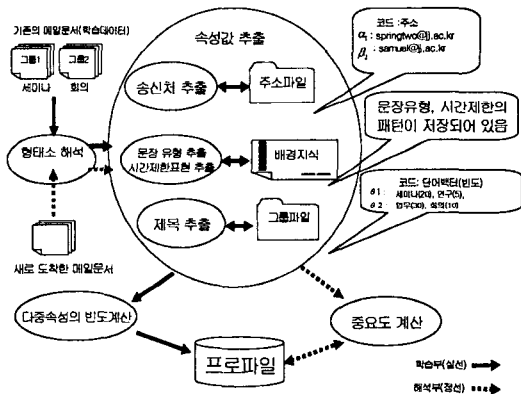 기존의 메일문서(학습데이터)
그룹1
그룹2
세미나
회의
형태소 해석
새로 도착한 메일문서
속성값 추출
송신처 추출
주소파일
문장 유형 추출
시간제한표현 추출
배경지식
제목 추출
그룹파일
코드 : 주소
α₁ : springtwo@jj.ac.kr
: samuel@jj.ac.kr
문장유형, 시간제한의
패턴이 저장되어 있음
코드: 단어벡터(빈도)
θ1 : 세미나(20), 연구(5),
θ2 : 업무(30), 회의(10)
다중속성의 빈도계산
중요도 계산
프로파일
학습부(실선)
해석부(점선)